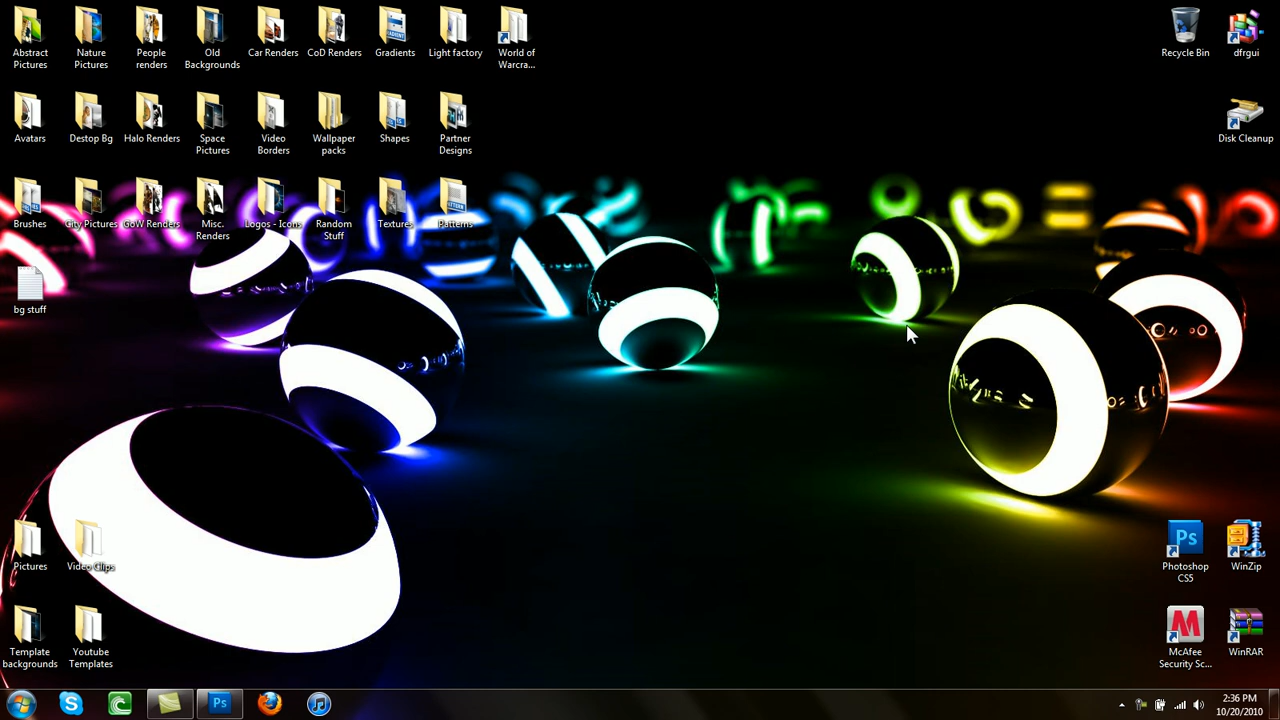 Abstract
Pictures
Nature
Pictures
People
renders
Old
Backgrounds
Car Renders
CoD Renders
Gradients
Light factory
World of
Warcra...
Recycle Bin
dfrgui
Avatars
Destop Bg
Halo Renders
Space
Pictures
Video
Borders
Wallpaper
packs
Shapes
Partner
Designs
Disk Cleanup
Brushes
City Pictures
GoW Renders
Misc.
Renders
Logos - Icons
Random
Stuff
Textures
Patterns
bg stuff
Pictures
Video Clips
Ps
Photoshop
CS5
WinZip
Template
backgrounds
Youtube
Templates
McAfee
Security Sc...
WinRAR
Ps
2:36 PM
10/20/2010